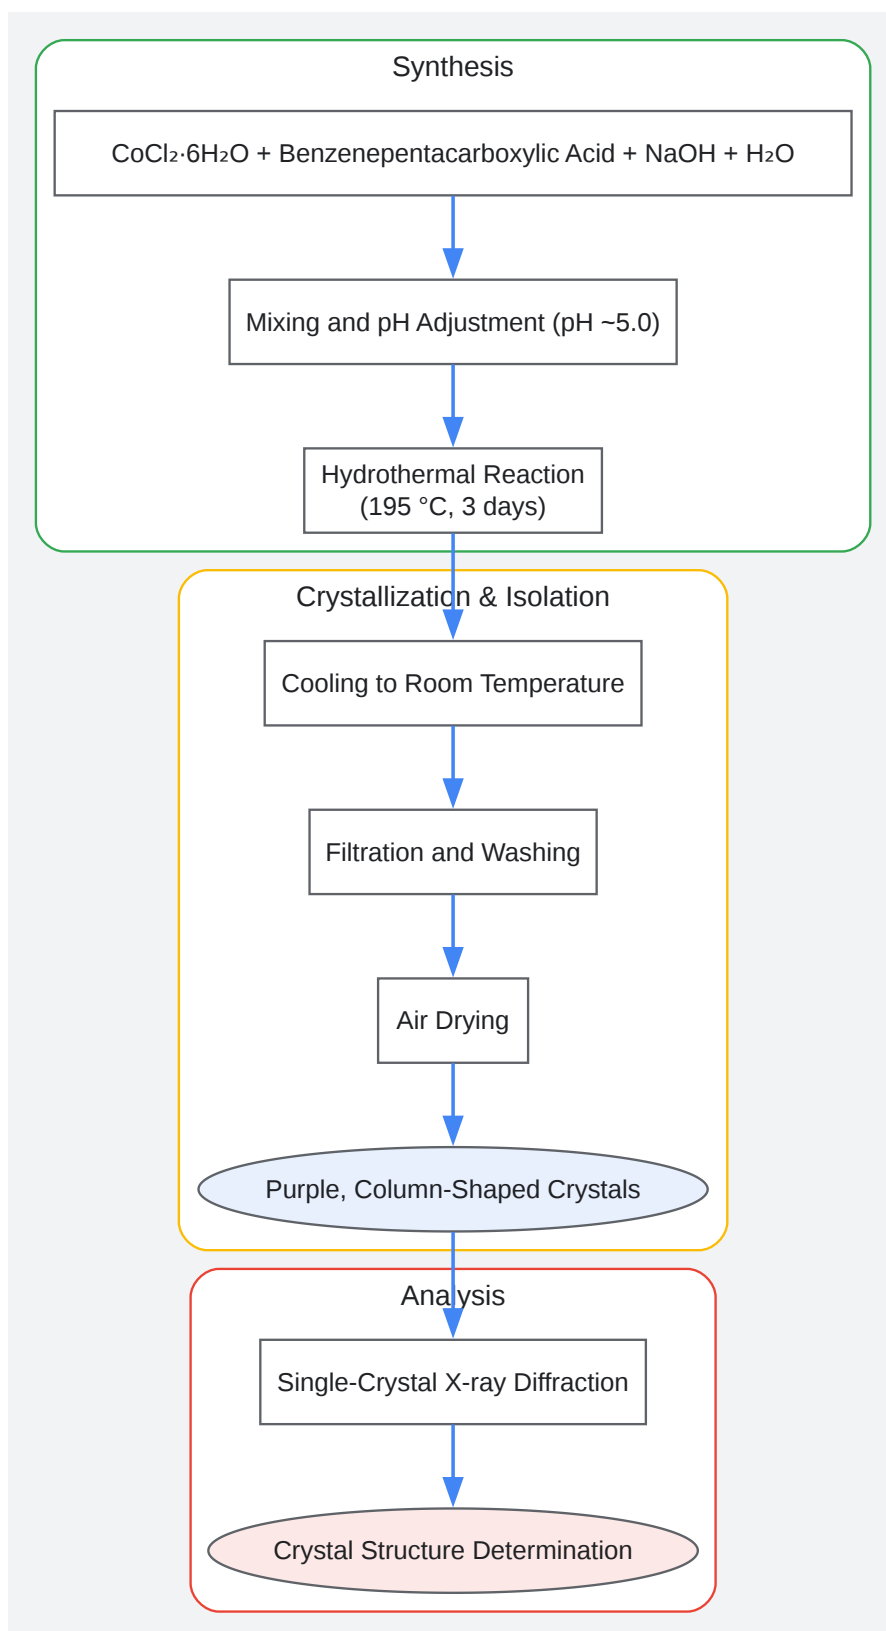 Synthesis
CoCl₂·6H₂O + Benzenepentacarboxylic Acid + NaOH + H₂O
Mixing and pH Adjustment (pH ~5.0)
Hydrothermal Reaction
(195 °C, 3 days)
Crystallization & Isolation
Cooling to Room Temperature
Filtration and Washing
Air Drying
Purple, Column-Shaped Crystals
Analysis
Single-Crystal X-ray Diffraction
Crystal Structure Determination